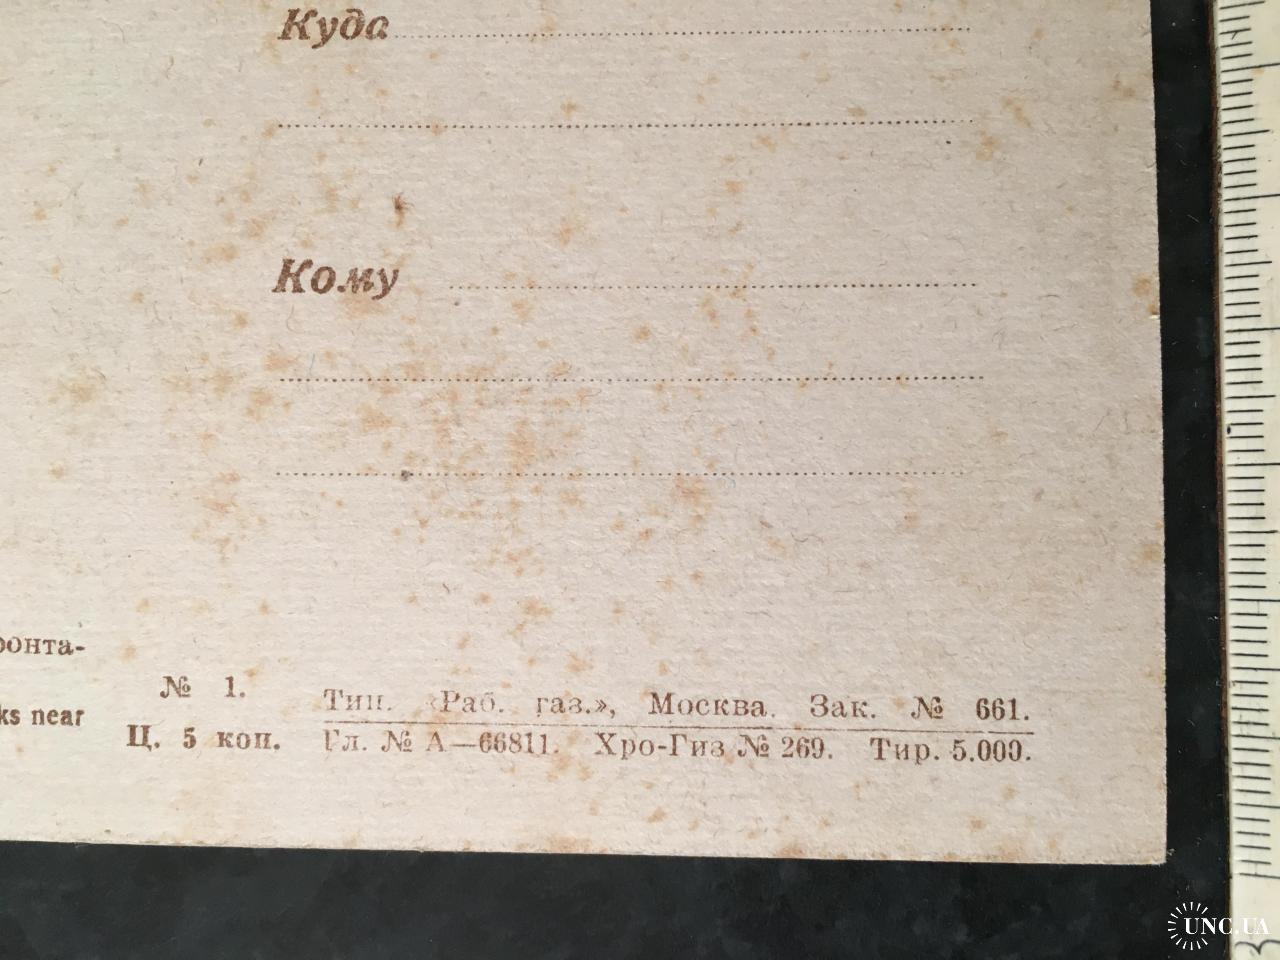 Куда
Кому
ронта-
ks near
№ 1.
Ц. 5 коп.
Тип. «Раб. газ.», Москва. Зак. № 661.
Гл. № А—66811. Хро-Гиз № 269. Тир. 5.000.
3
UNC.UA